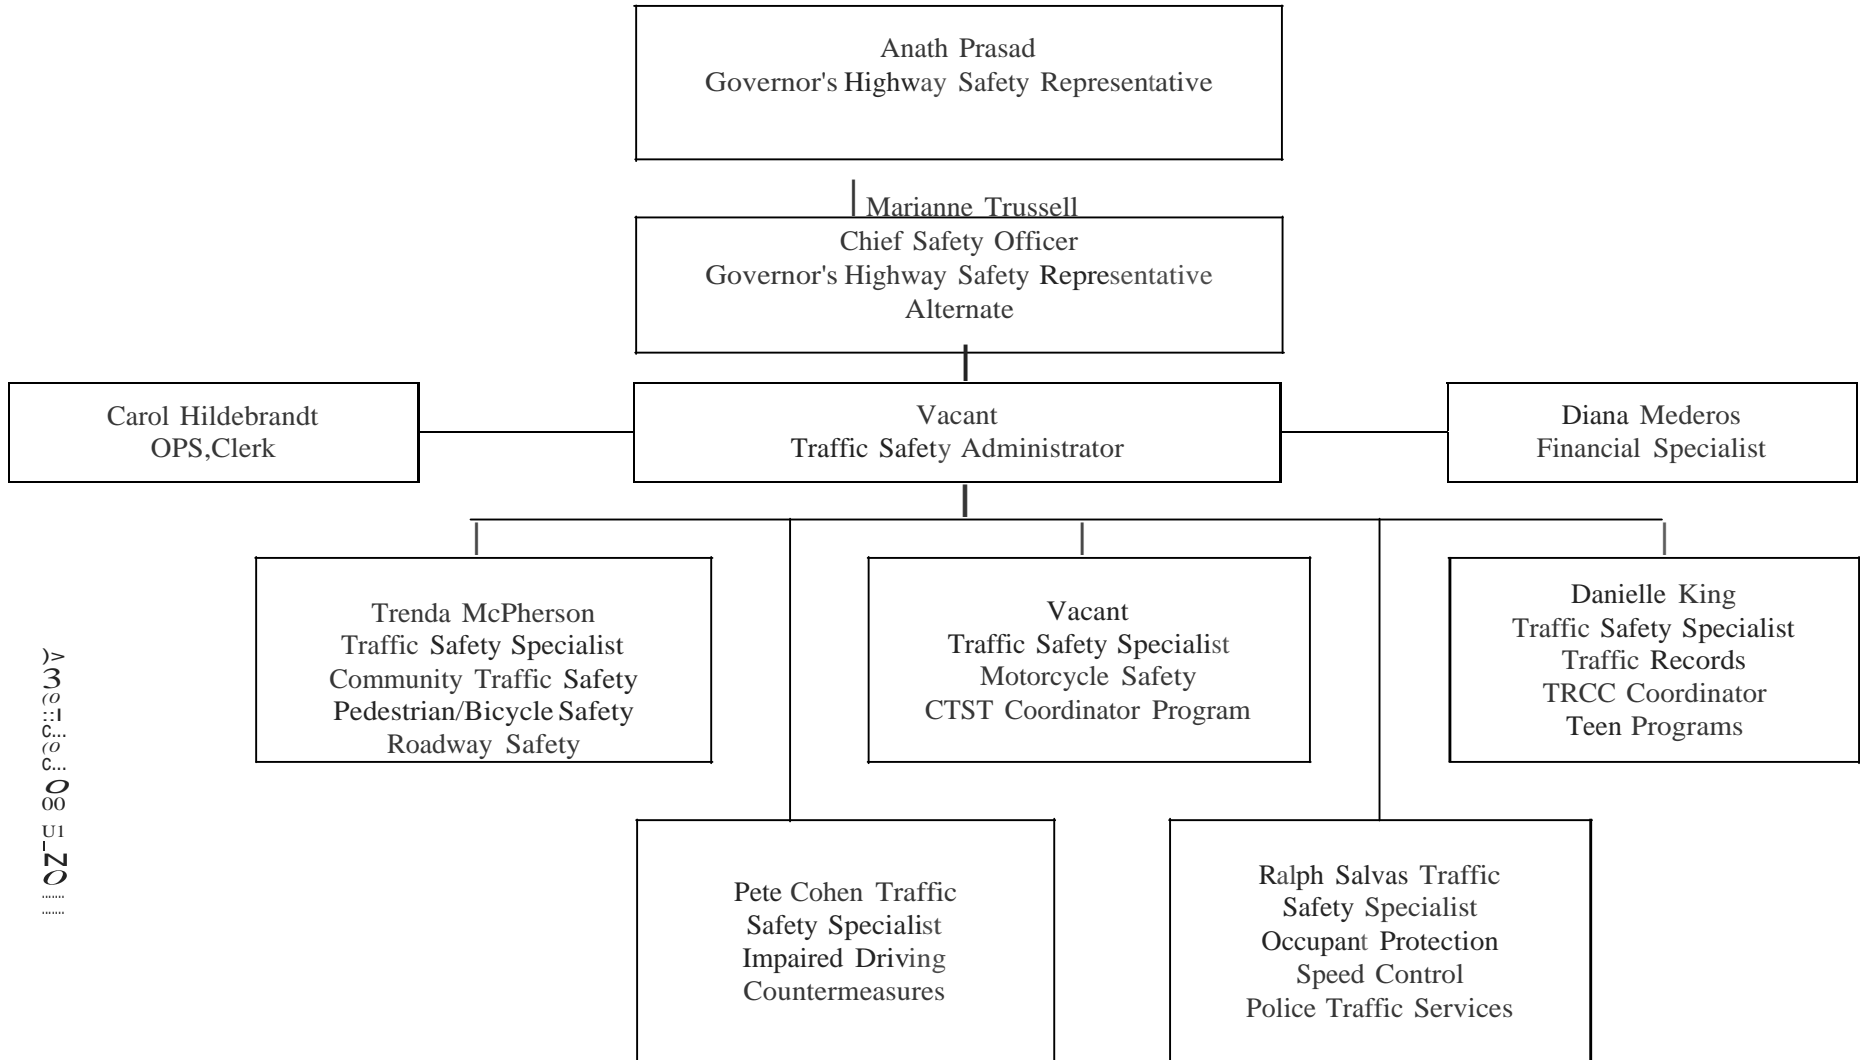 Anath Prasad
Governor's Highway Safety Representative
Marianne Trussell
Chief Safety Officer
Governor's Highway Safety Representative
Alternate
Carol Hildebrandt
OPS,Clerk
Vacant
Traffic Safety Administrator
Diana Mederos
Financial Specialist
Trenda McPherson
Traffic Safety Specialist
Community Traffic Safety
Pedestrian/Bicycle Safety
Roadway Safety
Vacant
Traffic Safety Specialist
Motorcycle Safety
CTST Coordinator Program
Danielle King
Traffic Safety Specialist
Traffic Records
TRCC Coordinator
Teen Programs
Pete Cohen Traffic
Safety Specialist
Impaired Driving
Countermeasures
Ralph Salvas Traffic
Safety Specialist
Occupant Protection
Speed Control
Police Traffic Services